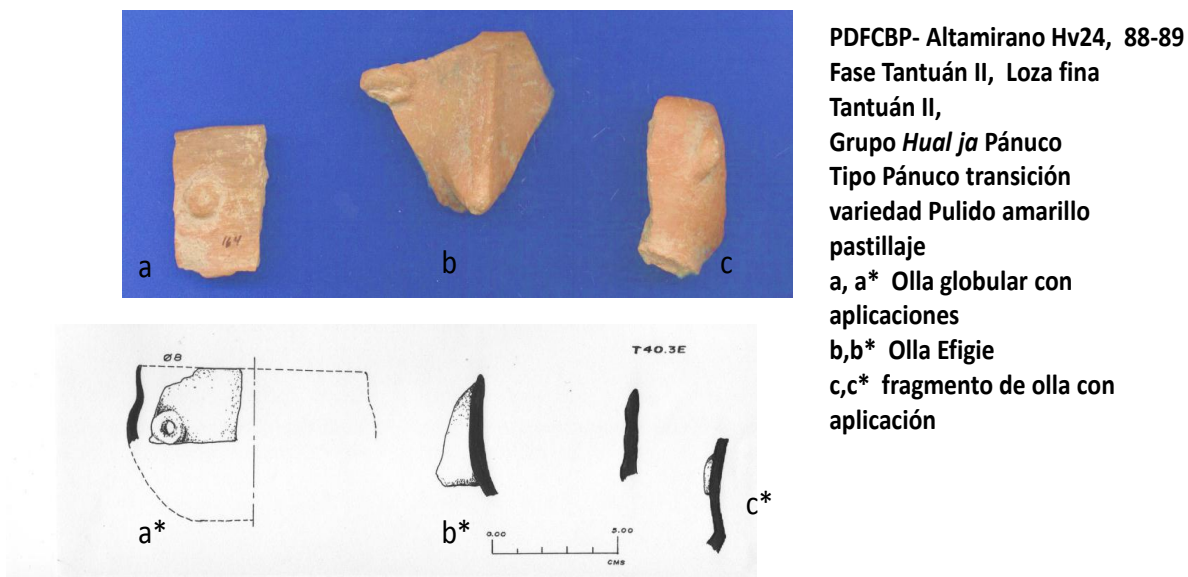 PDFCBP- Altamirano Hv24, 88-89
Fase Tantuán II, Loza fina
Tantuán II,
Grupo Hual ja Pánuco
Tipo Pánuco transición
variedad Pulido amarillo
pastillaje
a, a* Olla globular con
aplicaciones
b,b* Olla Efigie
c,c* fragmento de olla con
aplicación
164
a
b
c
Ø8
T40.3E
a*
b*
c*
0.00
5.00
CMS